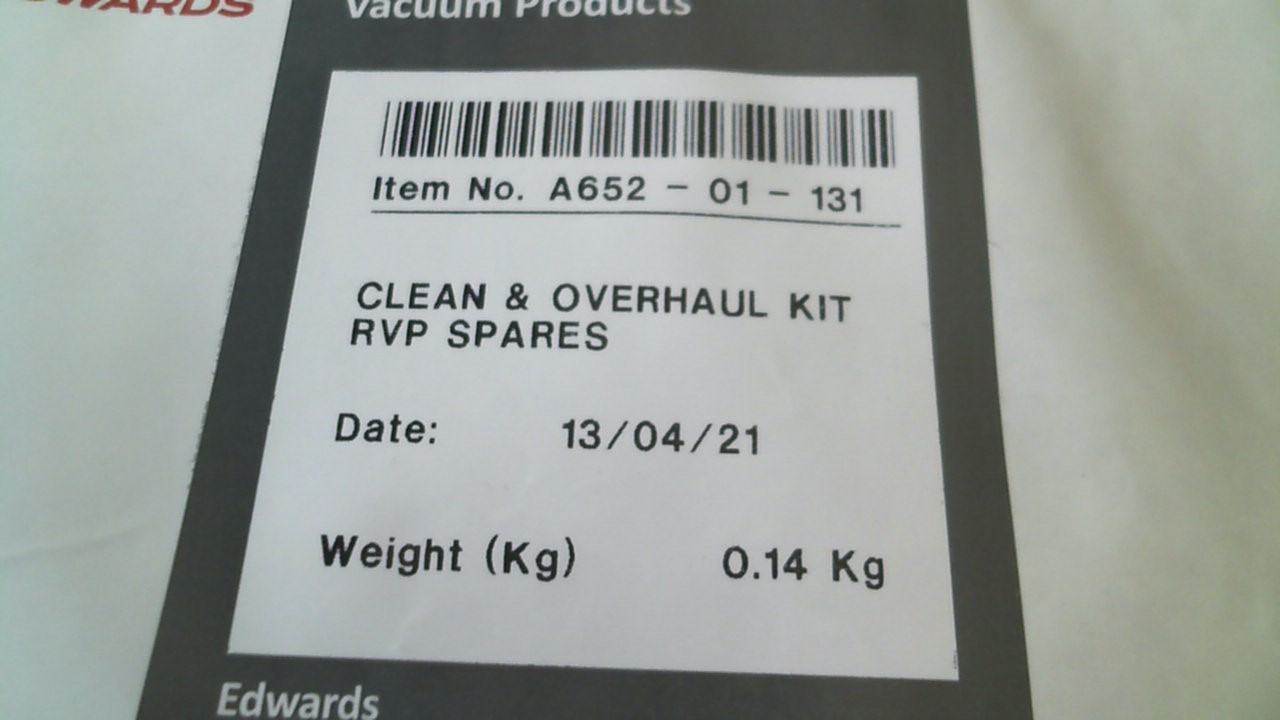 EDWARDS
Vacuum Products
Item No. A652 - 01 - 131
CLEAN & OVERHAUL KIT
RVP SPARES
Date: 13/04/21
Weight (Kg) 0.14 Kg
Edwards